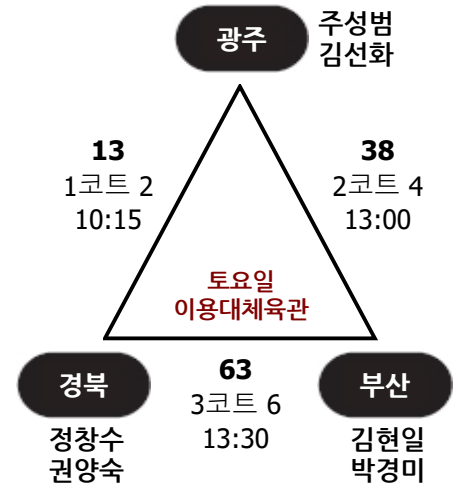 광주
주성범
김선화
13
1코트 2
10:15
38
2코트 4
13:00
토요일
이용대체육관
경북
정창수
권양숙
63
3코트 6
13:30
부산
김현일
박경미